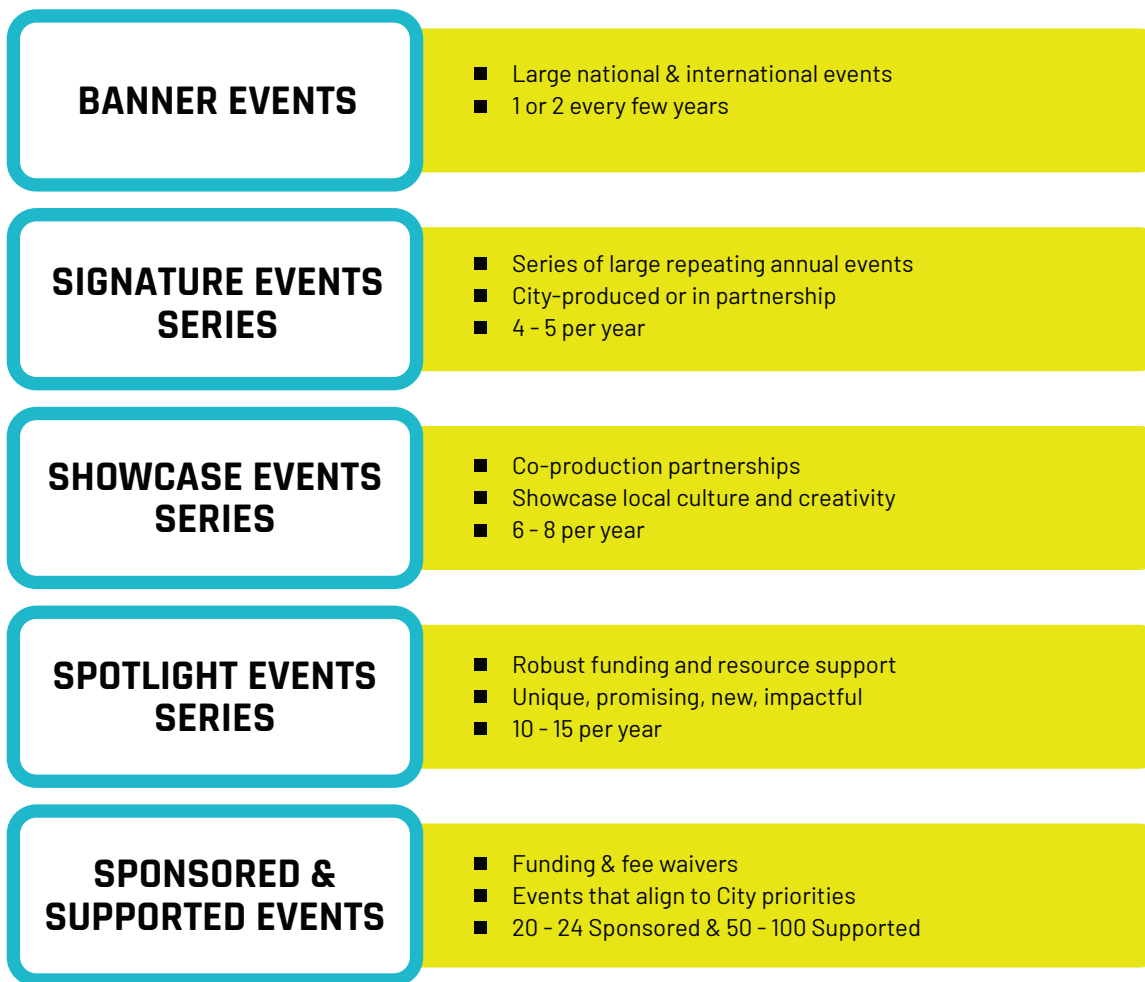 BANNER EVENTS
■ Large national & international events
■ 1 or 2 every few years
SIGNATURE EVENTS
SERIES
■ Series of large repeating annual events
■ City-produced or in partnership
■ 4 - 5 per year
SHOWCASE EVENTS
SERIES
■ Co-production partnerships
■ Showcase local culture and creativity
■ 6 - 8 per year
SPOTLIGHT EVENTS
SERIES
■ Robust funding and resource support
■ Unique, promising, new, impactful
■ 10 - 15 per year
SPONSORED &
SUPPORTED EVENTS
■ Funding & fee waivers
■ Events that align to City priorities
■ 20 - 24 Sponsored & 50 - 100 Supported